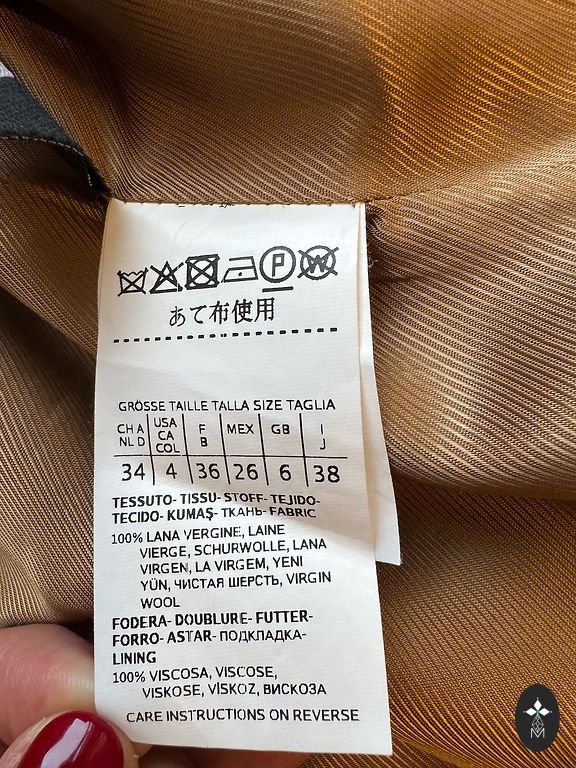 P W
あて布使用
GRÖSSE TAILLE TALLA SIZE TAGLIA
CH A NL D USA CA COL F B MEX GB I J
34 4 36 26 6 38
TESSUTO- TISSU- STOFF- TEJIDO-
TECIDO- KUMAŞ- ТКАНЬ- FABRIC
100% LANA VERGINE, LAINE
VIERGE, SCHURWOLLE, LANA
VIRGEN, LA VIRGEM, YENI
YÜN, ЧИСТАЯ ШЕРСТЬ, VIRGIN
WOOL
FODERA- DOUBLURE- FUTTER-
FORRO- ASTAR- ПОДКЛАДКА-
LINING
100% VISCOSA, VISCOSE,
VISKOSE, VİSKOZ, ВИСКОЗА
CARE INSTRUCTIONS ON REVERSE
M